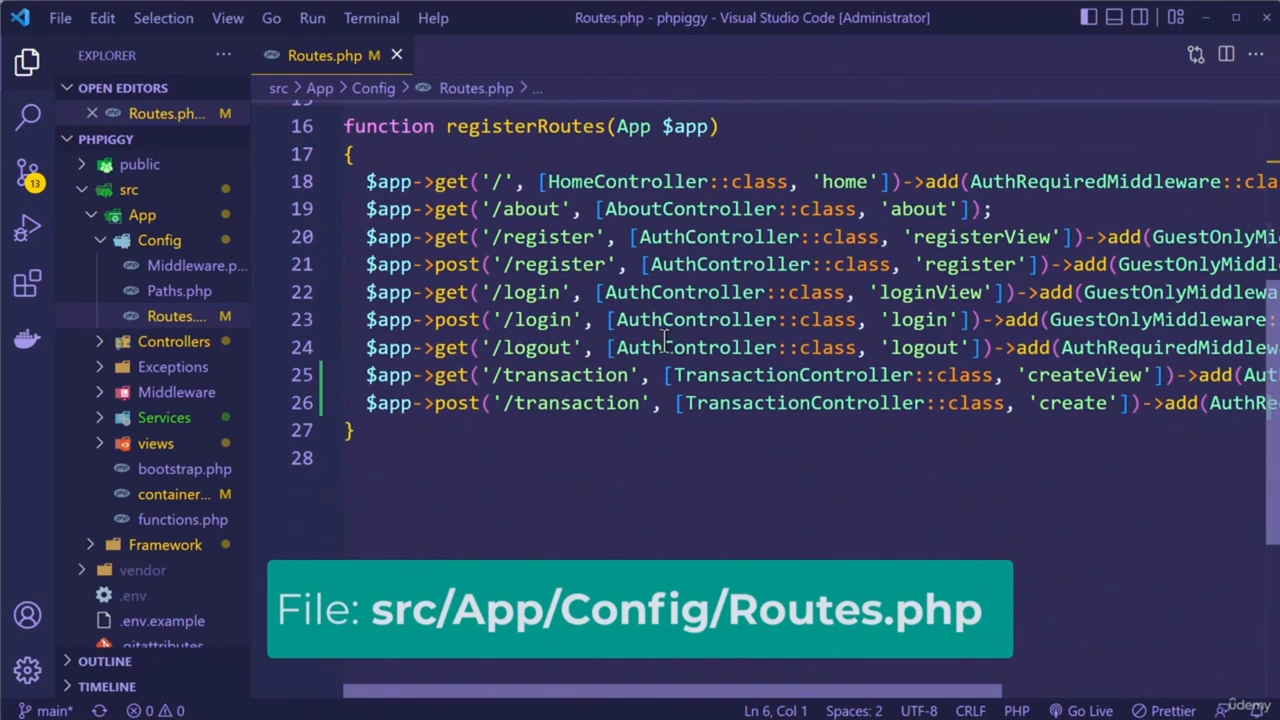 File Edit Selection View Go Run Terminal Help Routes.php - phpiggy - Visual Studio Code [Administrator]
EXPLORER ...
Routes.php M
OPEN EDITORS
src > App > Config > Routes.php > ...
Routes.ph... M
PHPIGGY
public
src
App
Config
Middleware.p...
Paths.php
Routes.... M
Controllers
Exceptions
Middleware
Services
views
bootstrap.php
container... M
functions.php
Framework
vendor
.env
.env.example
.gitattributes
OUTLINE
TIMELINE
15
16 function registerRoutes(App $app)
17 {
18 $app->get('/', [HomeController::class, 'home'])->add(AuthRequiredMiddleware::cla
19 $app->get('/about', [AboutController::class, 'about']);
20 $app->get('/register', [AuthController::class, 'registerView'])->add(GuestOnlyMi
21 $app->post('/register', [AuthController::class, 'register'])->add(GuestOnlyMiddl
22 $app->get('/login', [AuthController::class, 'loginView'])->add(GuestOnlyMiddlewa
23 $app->post('/login', [AuthController::class, 'login'])->add(GuestOnlyMiddleware:
24 $app->get('/logout', [AuthController::class, 'logout'])->add(AuthRequiredMiddlew
25 $app->get('/transaction', [TransactionController::class, 'createView'])->add(Aut
26 $app->post('/transaction', [TransactionController::class, 'create'])->add(AuthRe
27 }
28
File: src/App/Config/Routes.php
13
main* 0 0 Ln 6, Col 1 Spaces: 2 UTF-8 CRLF PHP Go Live Prettier
udemy